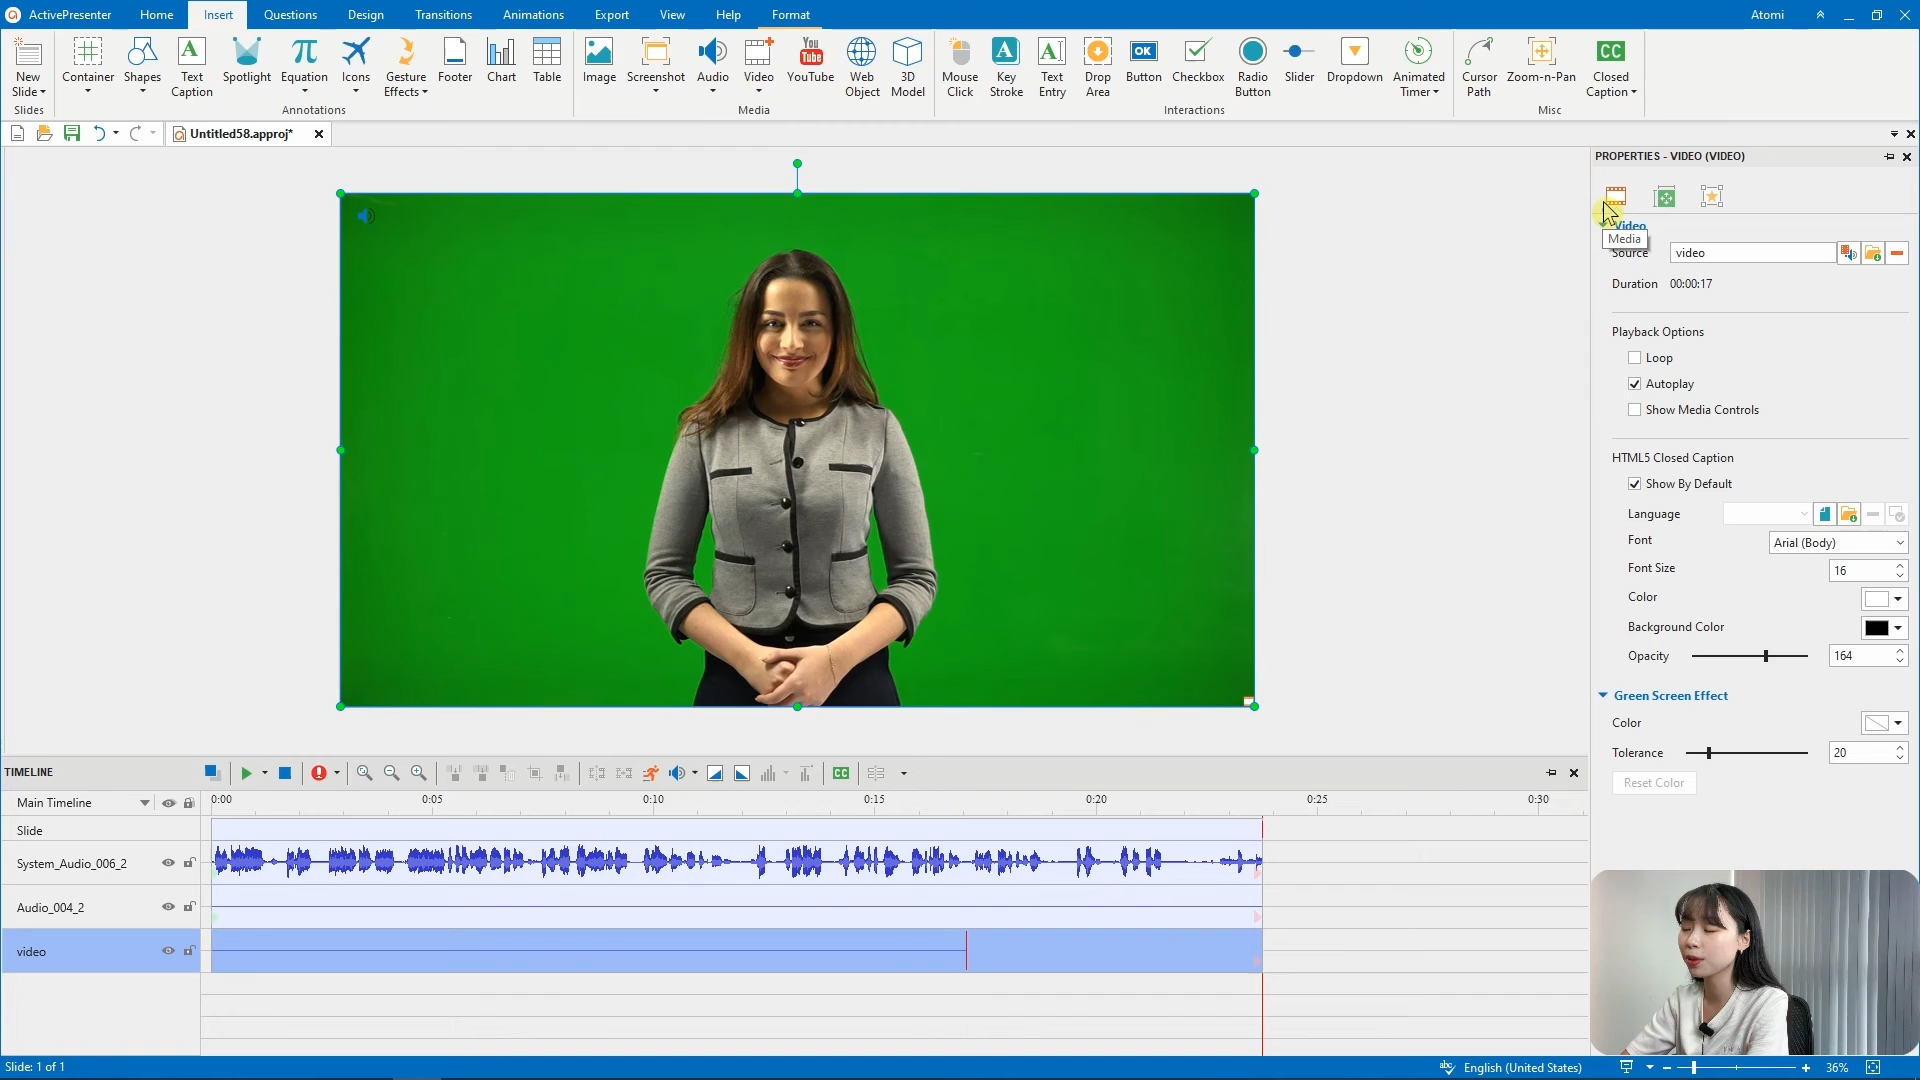 ActivePresenter Home Insert Questions Design Transitions Animations Export View Help Format Atomi
New Slide
Container
Shapes
Text Caption
Spotlight
Equation
Icons
Gesture Effects
Footer
Chart
Table
Image
Screenshot
Audio
Video
You Tube
YouTube
Web Object
3D Model
Mouse Click
Key Stroke
Text Entry
Drop Area
OK
Button
Checkbox
Radio Button
Slider
Dropdown
Animated Timer
Cursor Path
Zoom-n-Pan
CC
Closed Caption
Slides Annotations Media Interactions Misc
Untitled58.approj*
PROPERTIES - VIDEO (VIDEO)
Video
Media
Source video
Duration 00:00:17
Playback Options
Loop
Autoplay
Show Media Controls
HTML5 Closed Caption
Show By Default
Language
Font Arial (Body)
Font Size 16
Color
Background Color
Opacity 164
Green Screen Effect
Color
Tolerance 20
Reset Color
TIMELINE CC
Main Timeline 0:00 0:05 0:10 0:15 0:20 0:25 0:30
Slide
System_Audio_006_2
Audio_004_2
video
Slide: 1 of 1 abc English (United States) 36%